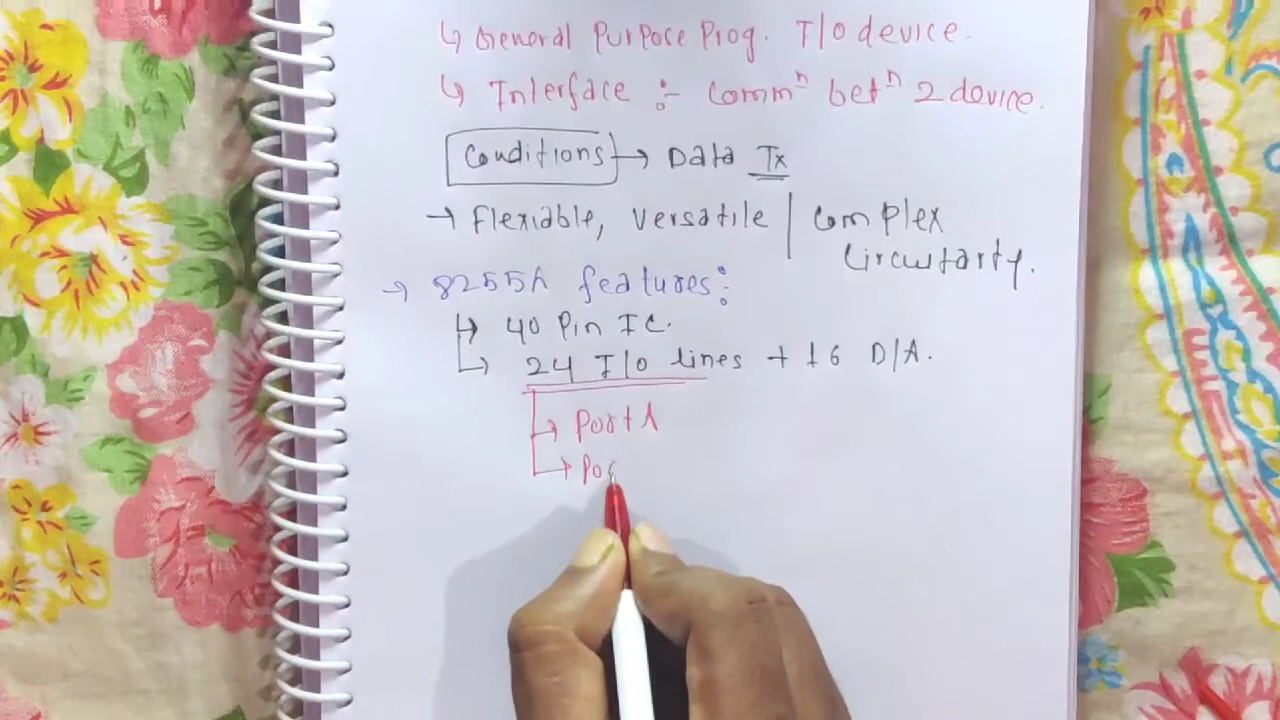 ↳ General Purpose Prog. I/O device.
↳ Interface :- Commⁿ betⁿ 2 device.
Conditions → Data Tx
→ Flexiable, Versatile | Complex
Circuitarty.
→ 8255A features:
↳ 40 Pin IC.
↳ 24 I/O lines + 16 D/A.
↳ Port A
↳ Po